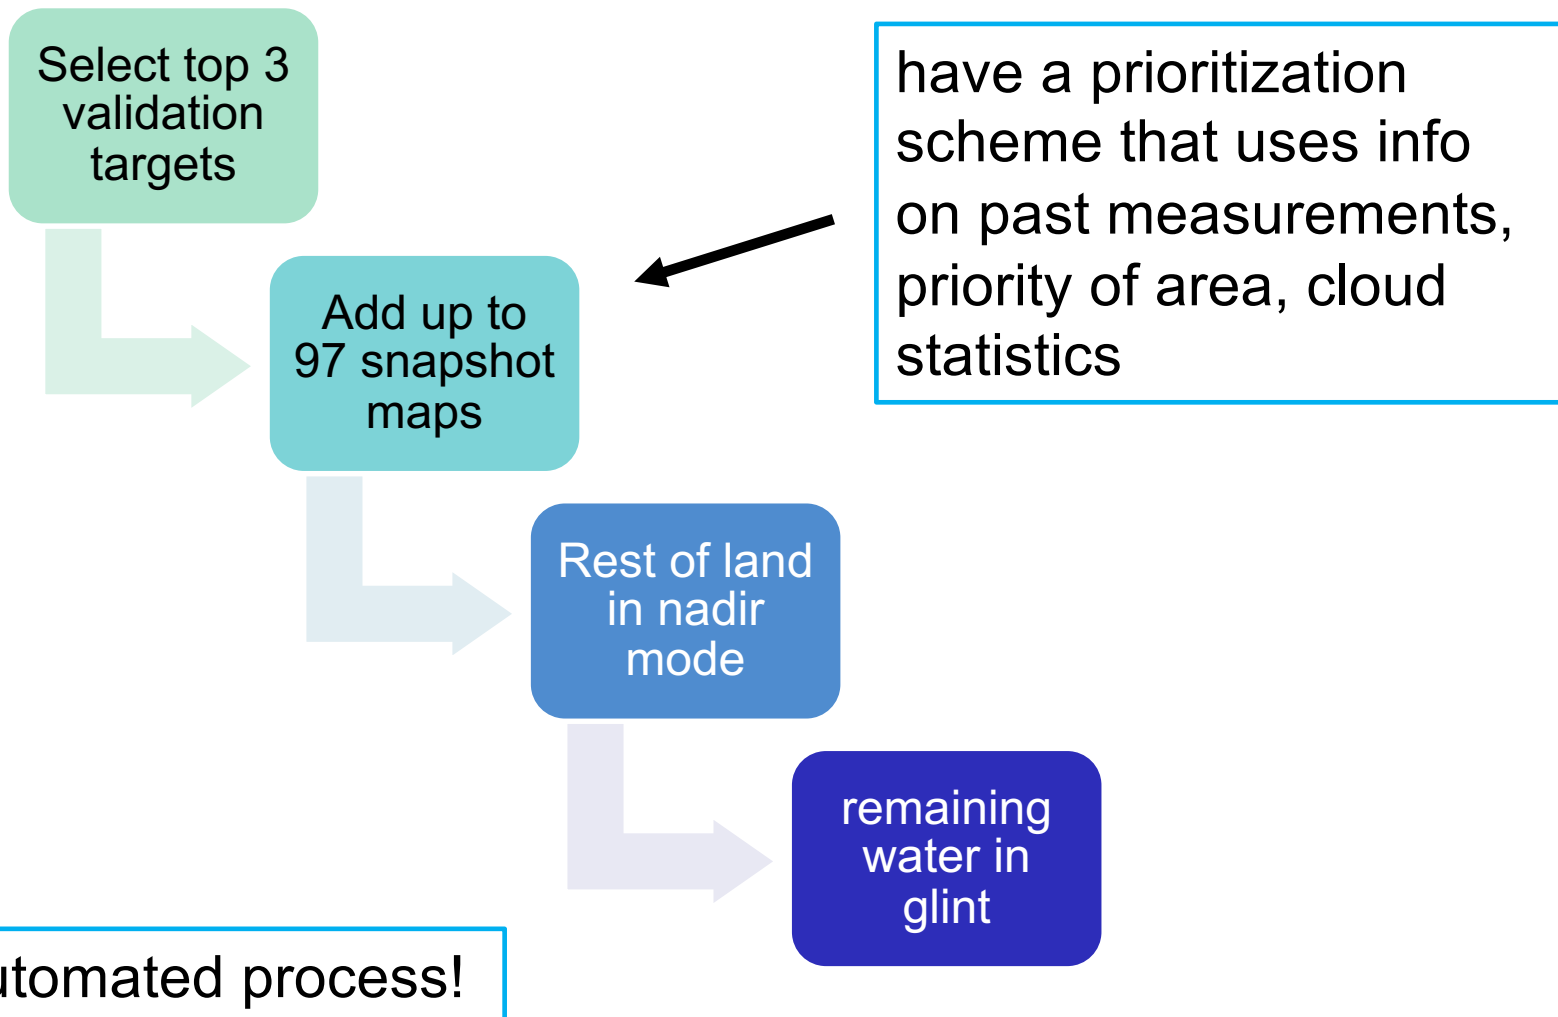 Select top 3
validation
targets
have a prioritization
scheme that uses info
on past measurements,
priority of area, cloud
statistics
Add up to
97 snapshot
maps
Rest of land
in nadir
mode
remaining
water in
glint
utomated process!